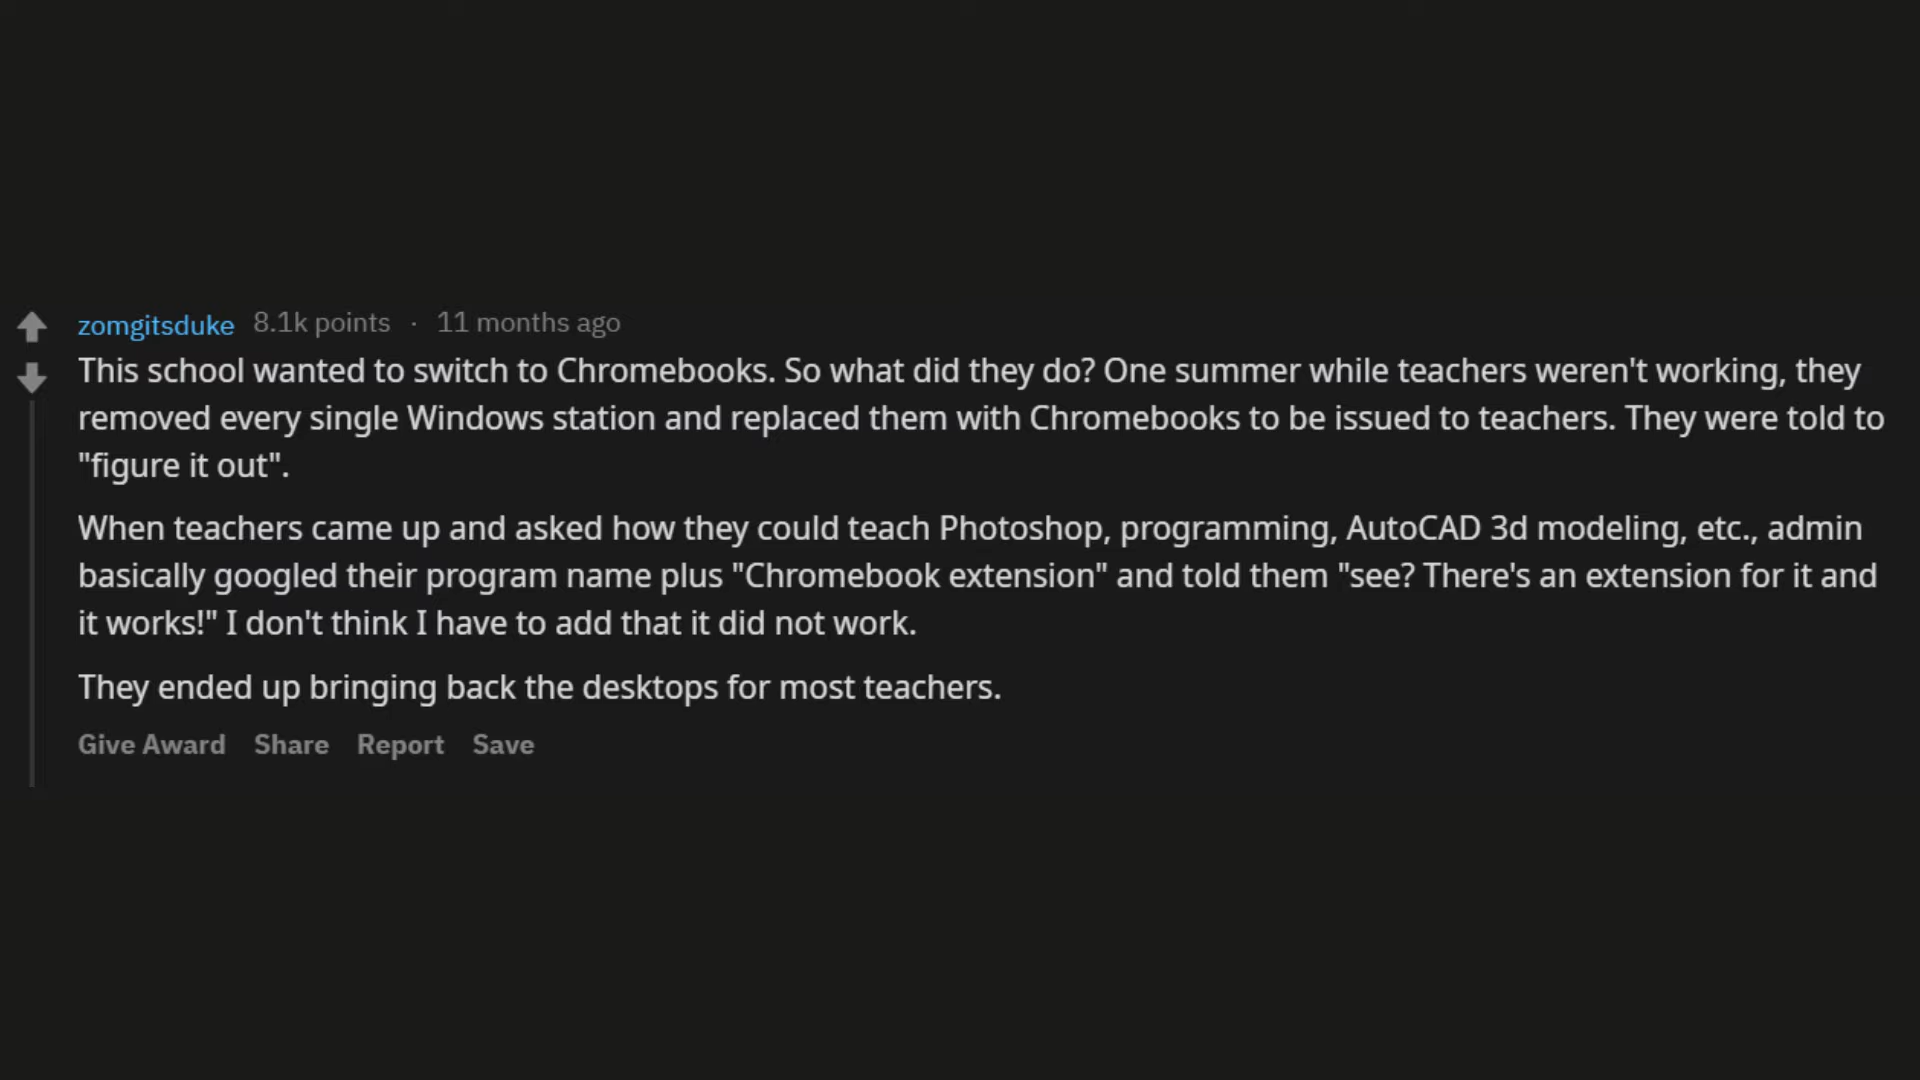 zomgitsduke 8.1k points · 11 months ago
This school wanted to switch to Chromebooks. So what did they do? One summer while teachers weren't working, they
removed every single Windows station and replaced them with Chromebooks to be issued to teachers. They were told to
"figure it out".
When teachers came up and asked how they could teach Photoshop, programming, AutoCAD 3d modeling, etc., admin
basically googled their program name plus "Chromebook extension" and told them "see? There's an extension for it and
it works!" I don't think I have to add that it did not work.
They ended up bringing back the desktops for most teachers.
Give Award Share Report Save